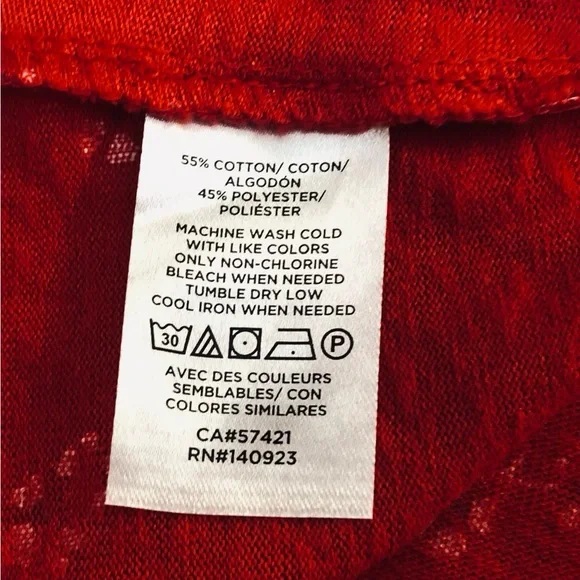 55% COTTON/ COTON/
ALGODÓN
45% POLYESTER/
POLIÉSTER
MACHINE WASH COLD
WITH LIKE COLORS
ONLY NON-CHLORINE
BLEACH WHEN NEEDED
TUMBLE DRY LOW
COOL IRON WHEN NEEDED
30 P
AVEC DES COULEURS
SEMBLABLES/ CON
COLORES SIMILARES
CA#57421
RN#140923